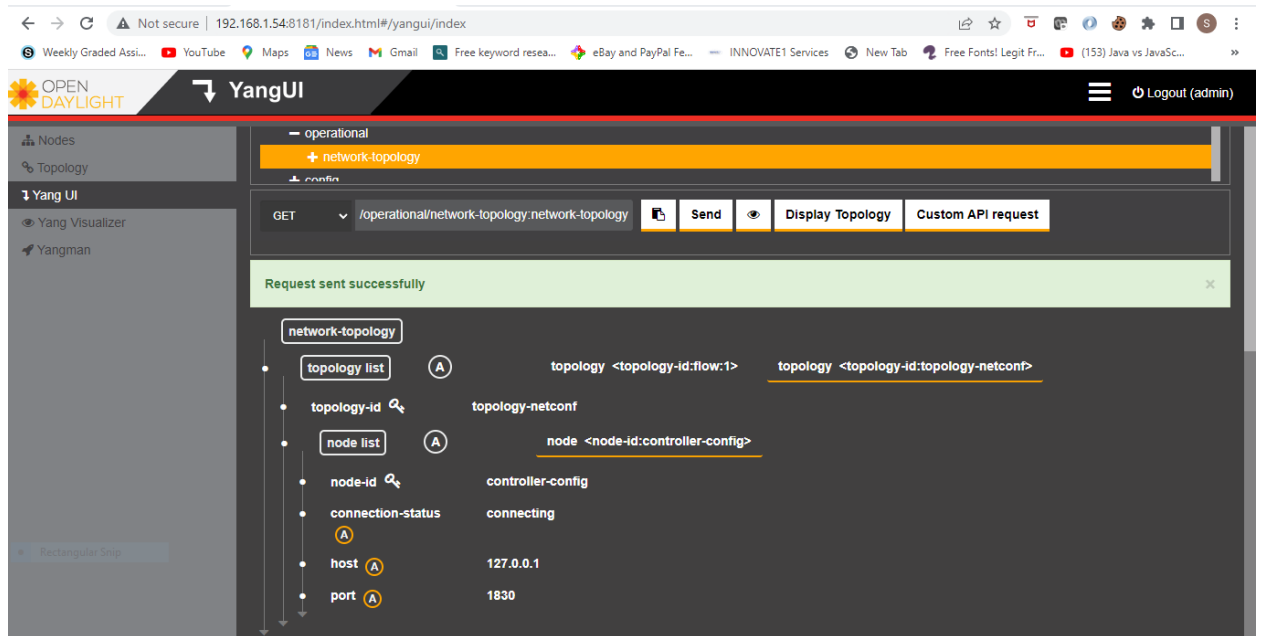 Not secure | 192.168.1.54:8181/index.html#/yangui/index
S
Weekly Graded Assi... YouTube Maps News Gmail Free keyword resea... eBay and PayPal Fe... INNOVATE1 Services New Tab Free Fonts! Legit Fr... (153) Java vs JavaSc... »
OPEN
DAYLIGHT
YangUI
Logout (admin)
Nodes
Topology
Yang UI
Yang Visualizer
Yangman
Rectangular Snip
operational
network-topology
config
GET /operational/network-topology:network-topology Send Display Topology Custom API request
Request sent successfully ×
network-topology
topology list A topology <topology-id:flow:1> topology <topology-id:topology-netconf>
topology-id topology-netconf
node list A node <node-id:controller-config>
node-id controller-config
connection-status connecting
A
host A 127.0.0.1
port A 1830